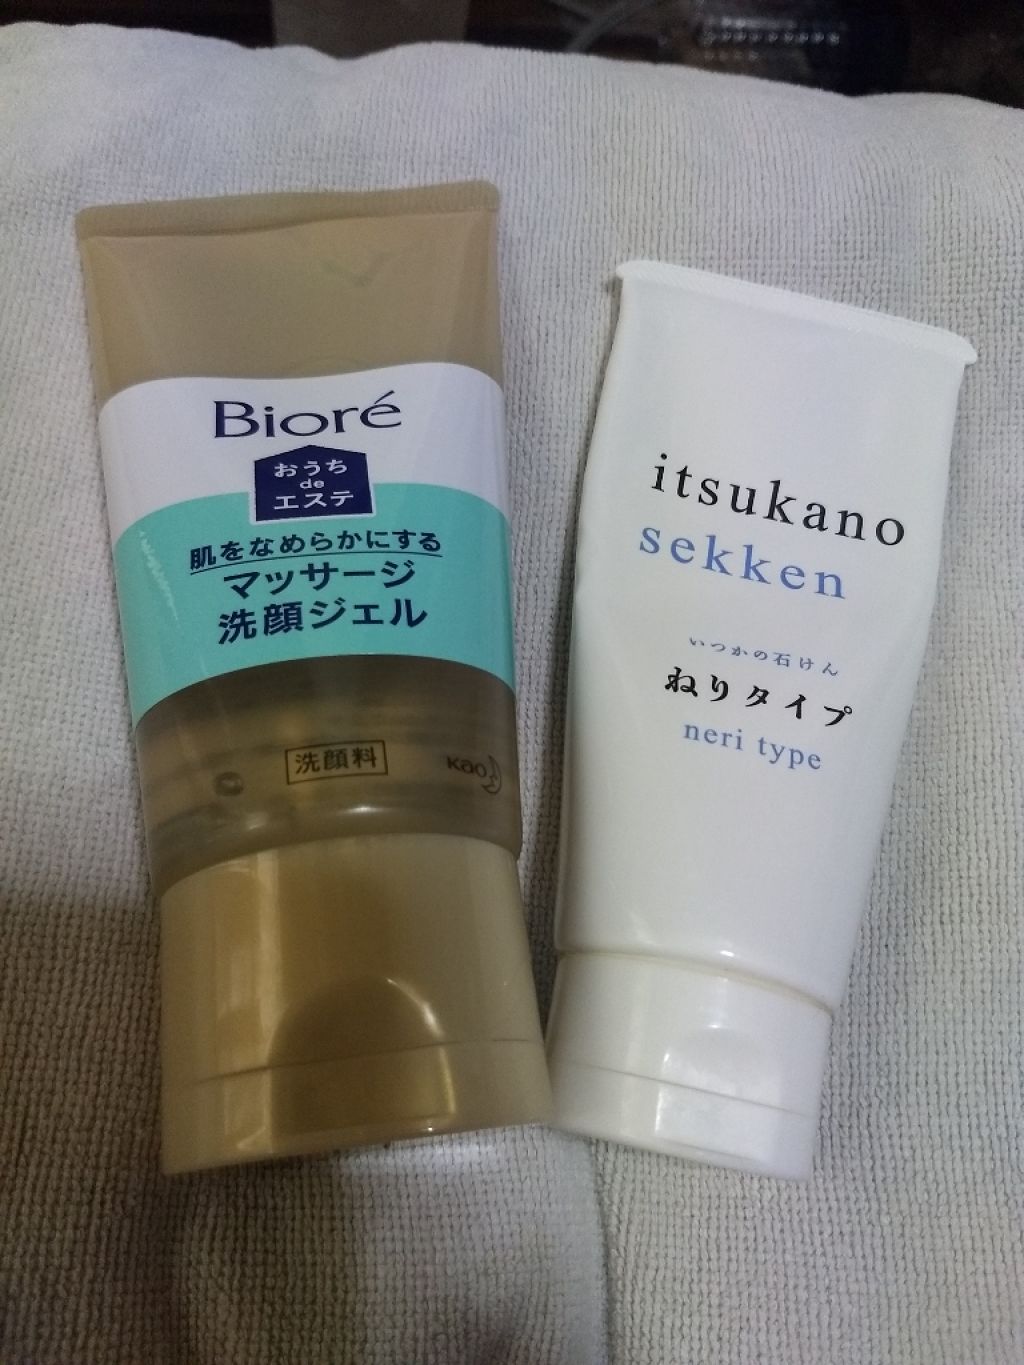 Bioré
おうち
de
エステ
肌をなめらかにする
マッサージ
洗顔ジェル
洗顔料
Kao
itsukano
sekken
いつかの石けん
ねりタイプ
neri type